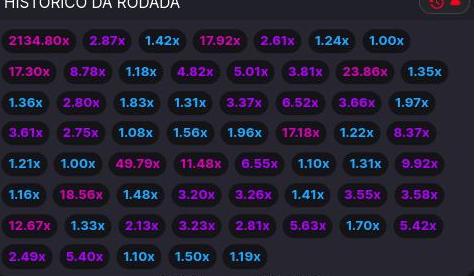 HISTÓRICO DA RODADA
2134.80x 2.87x 1.42x 17.92x 2.61x 1.24x 1.00x
17.30x 8.78x 1.18x 4.82x 5.01x 3.81x 23.86x 1.35x
1.36x 2.80x 1.83x 1.31x 3.37x 6.52x 3.66x 1.97x
3.61x 2.75x 1.08x 1.56x 1.96x 17.18x 1.22x 8.37x
1.21x 1.00x 49.79x 11.48x 6.55x 1.10x 1.31x 9.92x
1.16x 18.56x 1.48x 3.20x 3.26x 1.41x 3.55x 3.58x
12.67x 1.33x 2.13x 3.23x 2.81x 5.63x 1.70x 5.42x
2.49x 5.40x 1.10x 1.50x 1.19x